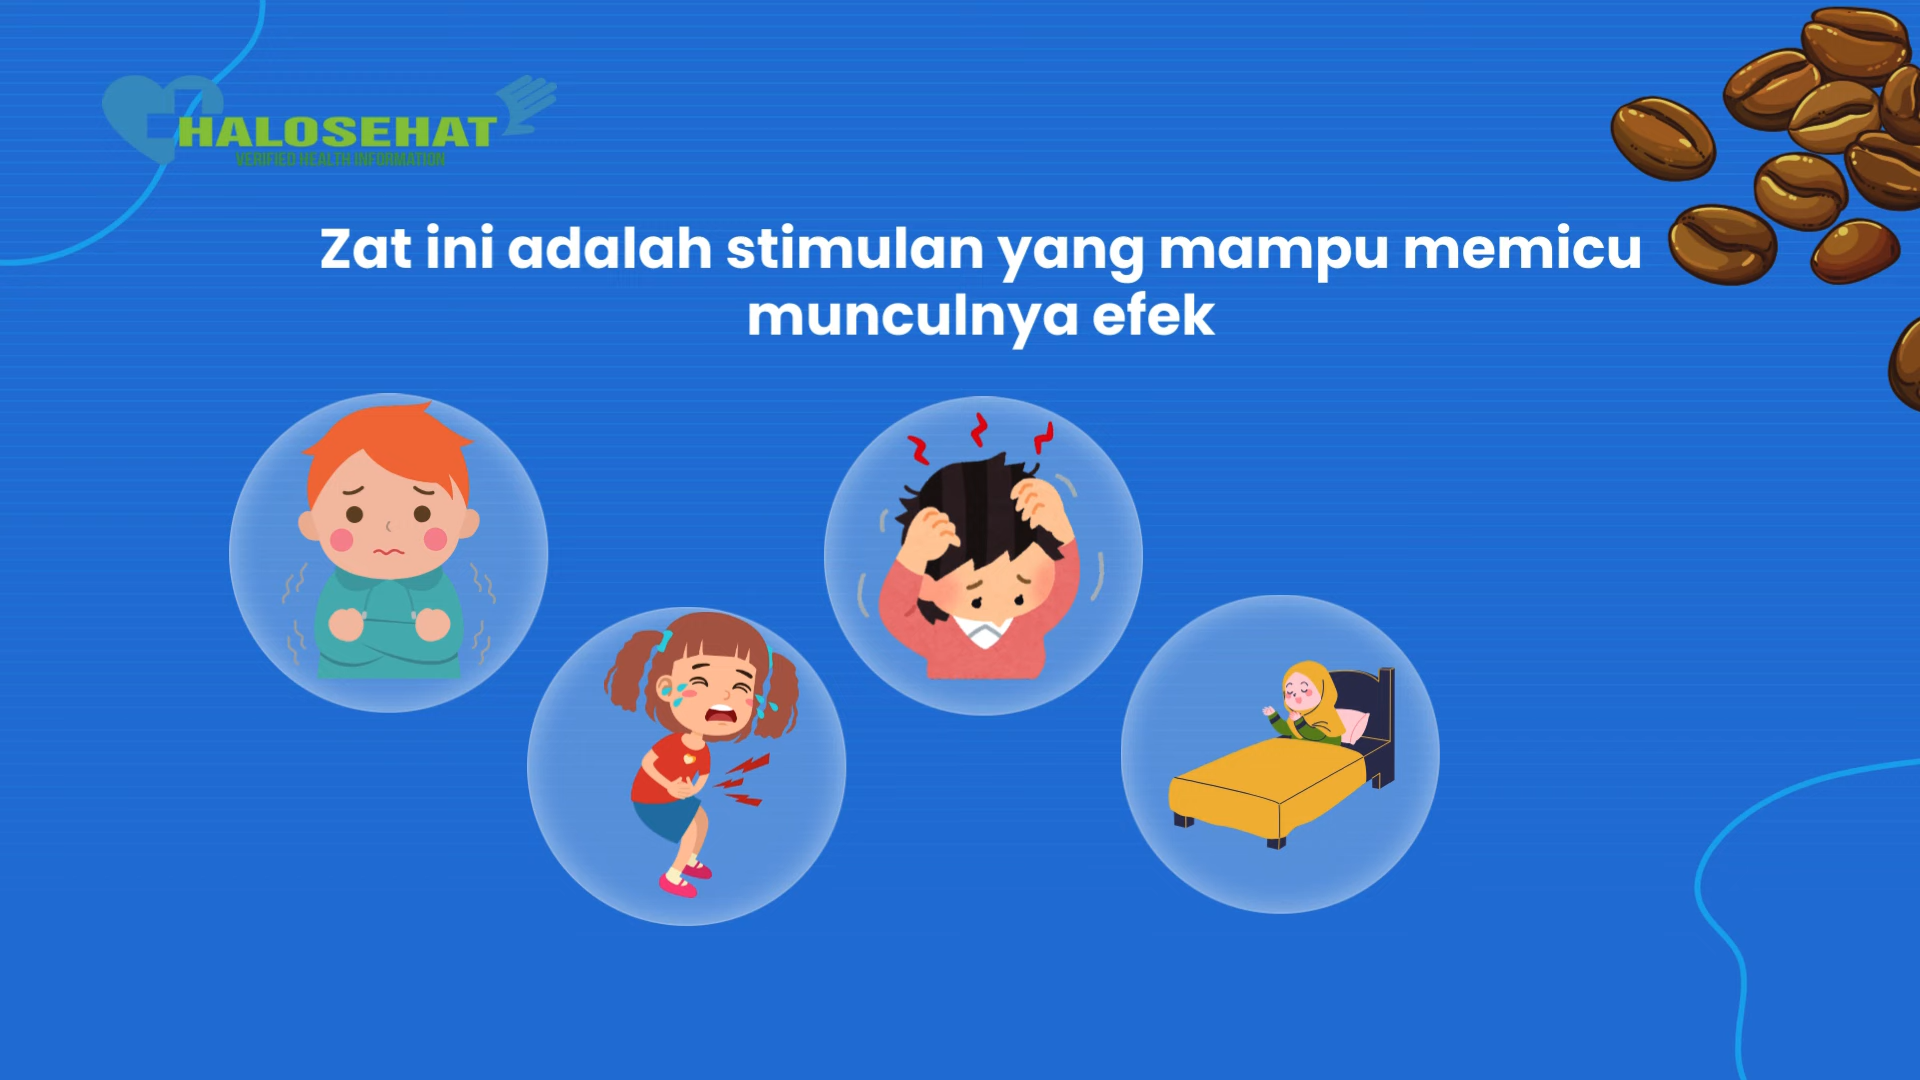 HALOSEHAT
VERIFIED HEALTH INFORMATION
Zat ini adalah stimulan yang mampu memicu
munculnya efek